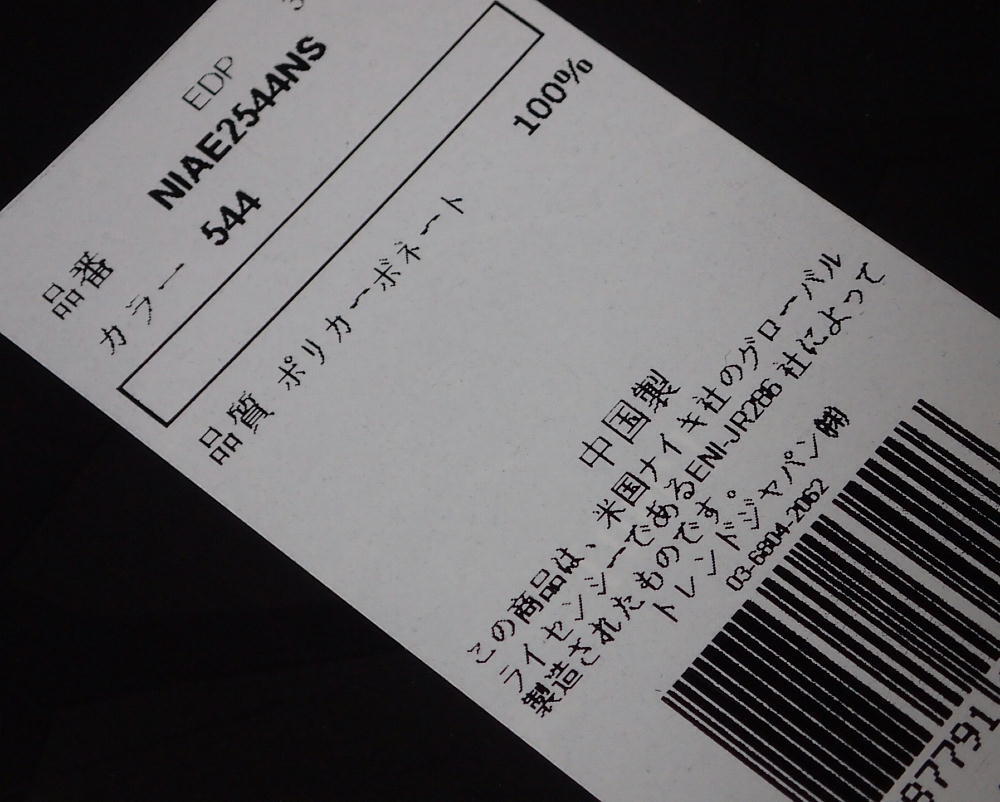 EDP
品番 NIAE2544NS
カラー 544
品質 ポリカーボネート 100%
中国製
この商品は、米国ナイキ社のグローバル
ライセンシーであるENI-JR286 社によって
製造されたものです。
トレンドジャパン㈱
03-6804-2062
87791